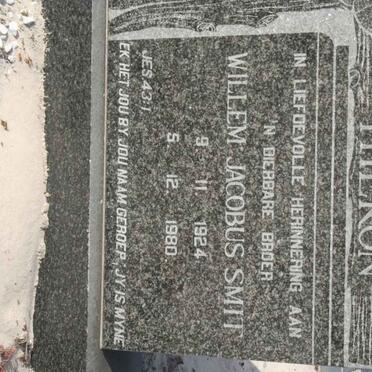 IN LIEFDEVOLLE HERINNERING AAN
'N DIERBARE BROER
WILLEM JACOBUS SMIT
9 11 1924
5 12 1980
JES 43:1
EK HET JOU BY JOU NAAM GEROEP, JY IS MYNE